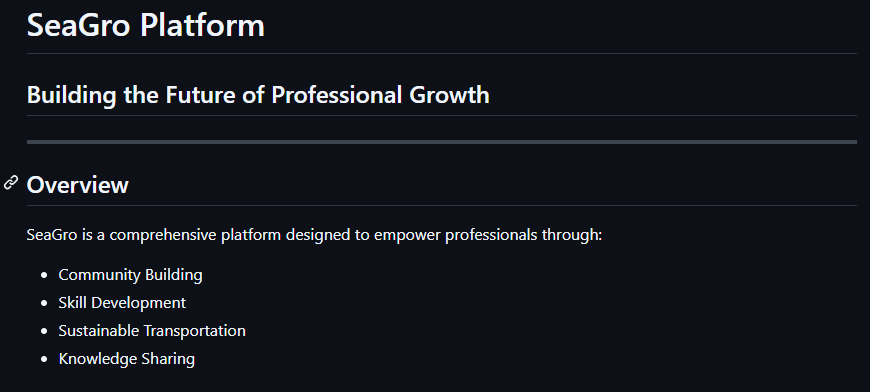 SeaGro Platform
Building the Future of Professional Growth
Overview
SeaGro is a comprehensive platform designed to empower professionals through:
Community Building
Skill Development
Sustainable Transportation
Knowledge Sharing